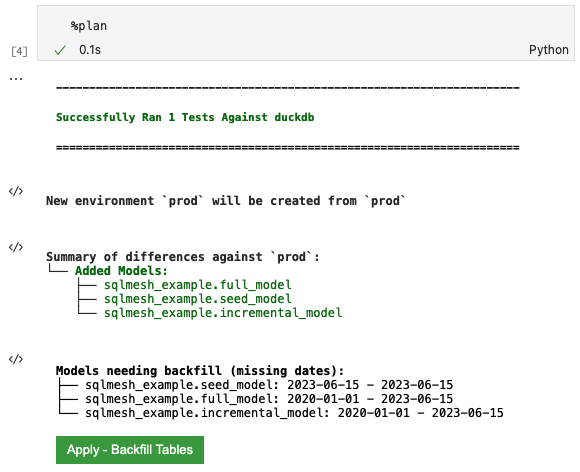 %plan
[4]
0.1s
Python
...
----------------------------------------------------------------------
Successfully Ran 1 Tests Against duckdb
======================================================================
</>
New environment `prod` will be created from `prod`
</>
Summary of differences against `prod`:
└── Added Models:
    ├── sqlmesh_example.full_model
    ├── sqlmesh_example.seed_model
    └── sqlmesh_example.incremental_model
</>
Models needing backfill (missing dates):
├── sqlmesh_example.seed_model: 2023-06-15 - 2023-06-15
├── sqlmesh_example.full_model: 2020-01-01 - 2023-06-15
└── sqlmesh_example.incremental_model: 2020-01-01 - 2023-06-15
Apply - Backfill Tables